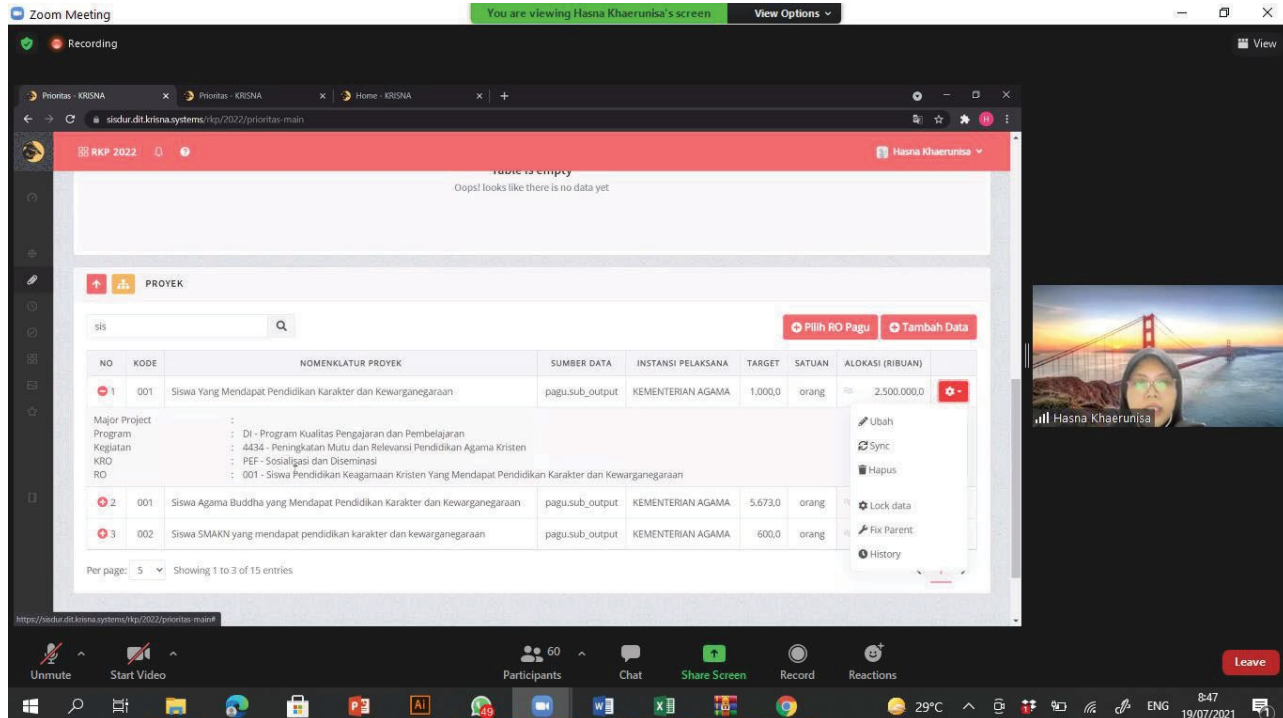 Zoom Meeting
You are viewing Hasna Khaerunisa's screen
View Options
Recording
View
Prioritas - KRISNA
Prioritas - KRISNA
Home - KRISNA
sisdur.dit.krisna.systems/rkp/2022/prioritas-main
H
RKP 2022
Hasna Khaerunisa
Table is empty
Oops! looks like there is no data yet
PROYEK
sis
Pilih RO Pagu
Tambah Data
NO KODE NOMENKLATUR PROYEK SUMBER DATA INSTANSI PELAKSANA TARGET SATUAN ALOKASI (RIBUAN)
1 001 Siswa Yang Mendapat Pendidikan Karakter dan Kewarganegaraan pagu.sub_output KEMENTERIAN AGAMA 1.000,0 orang 2.500.000,0
Major Project :
Program : DI - Program Kualitas Pengajaran dan Pembelajaran
Kegiatan : 4434 - Peningkatan Mutu dan Relevansi Pendidikan Agama Kristen
KRO : PEF - Sosialisasi dan Diseminasi
RO : 001 - Siswa Pendidikan Keagamaan Kristen Yang Mendapat Pendidikan Karakter dan Kewarganegaraan
2 001 Siswa Agama Buddha yang Mendapat Pendidikan Karakter dan Kewarganegaraan pagu.sub_output KEMENTERIAN AGAMA 5.673,0 orang
3 002 Siswa SMAKN yang mendapat pendidikan karakter dan kewarganegaraan pagu.sub_output KEMENTERIAN AGAMA 600,0 orang
Ubah
Sync
Hapus
Lock data
Fix Parent
History
Per page: 5 Showing 1 to 3 of 15 entries
1
https://sisdur.dit.krisna.systems/rkp/2022/prioritas-main#
Hasna Khaerunisa
Unmute
Start Video
60
Participants
Chat
Share Screen
Record
Reactions
Leave
49
29°C
ENG
8:47
19/07/2021
1